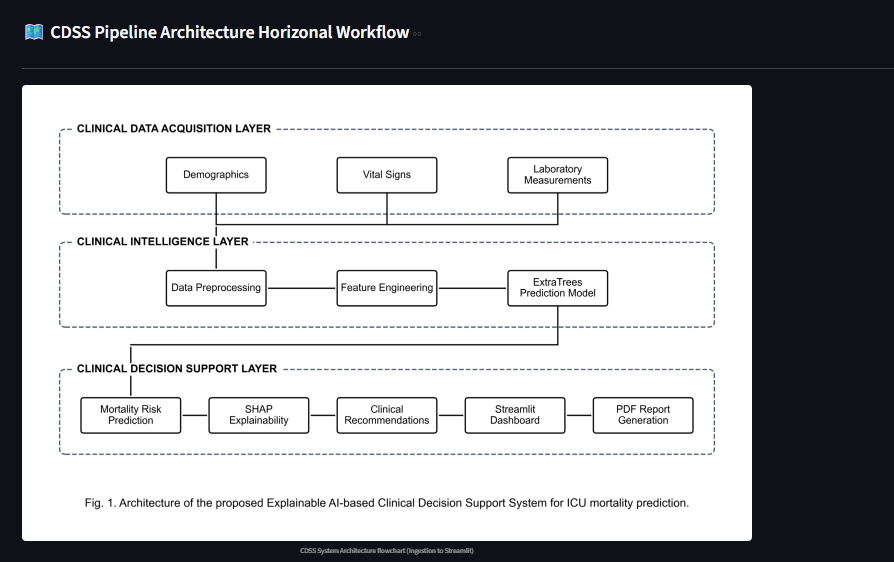 CDSS Pipeline Architecture Horizonal Workflow
CLINICAL DATA ACQUISITION LAYER
Demographics
Vital Signs
Laboratory
Measurements
CLINICAL INTELLIGENCE LAYER
Data Preprocessing
Feature Engineering
ExtraTrees
Prediction Model
CLINICAL DECISION SUPPORT LAYER
Mortality Risk
Prediction
SHAP
Explainability
Clinical
Recommendations
Streamlit
Dashboard
PDF Report
Generation
Fig. 1. Architecture of the proposed Explainable AI-based Clinical Decision Support System for ICU mortality prediction.
CDSS System Architecture flowchart (Ingestion to Streamlit)